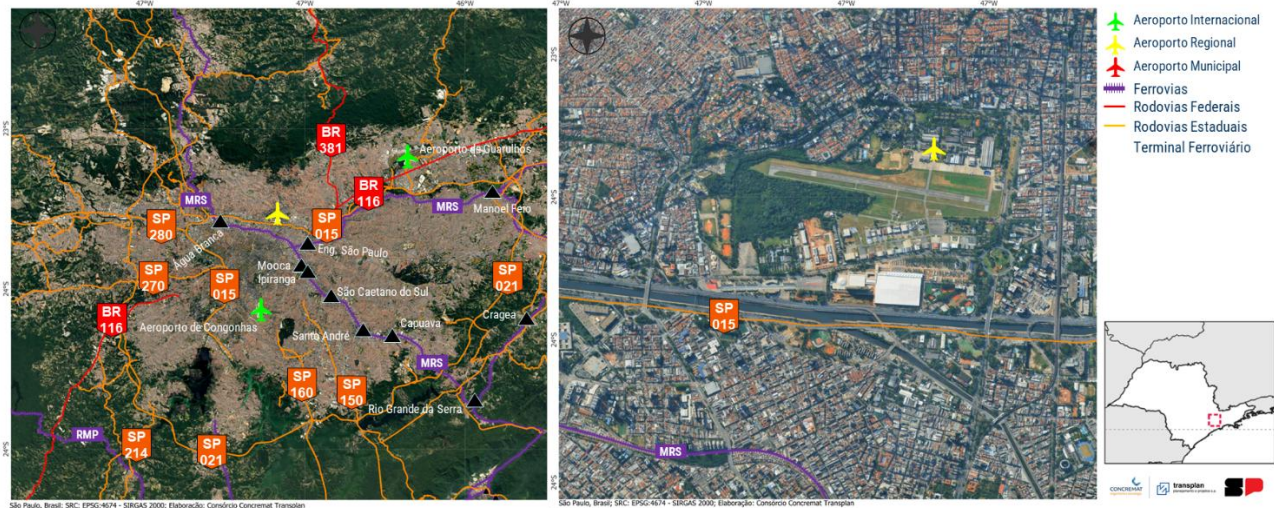 47°W
47°W
47°W
23°S
24°S
24°S
BR
381
Aeroporto de Guarulhos
BR
116
MRS
MRS
Manoel Feio
SP
280
SP
015
Água Branca
Eng. São Paulo
Mooca
Ipiranga
SP
270
SP
015
SP
021
São Caetano do Sul
BR
116
Aeroporto de Congonhas
Santo André
Capuava
Cragea
MRS
SP
160
SP
150
Rio Grande da Serra
RMP
SP
214
SP
021
São Paulo, Brasil; SRC: EPSG:4674 - SIRGAS 2000; Elaboração: Consórcio Concremat Transplan
47°W
47°W
47°W
47°W
23°S
24°S
24°S
24°S
SP
015
MRS
São Paulo, Brasil; SRC: EPSG:4674 - SIRGAS 2000; Elaboração: Consórcio Concremat Transplan
Aeroporto Internacional
Aeroporto Regional
Aeroporto Municipal
Ferrovias
Rodovias Federais
Rodovias Estaduais
Terminal Ferroviário
CONCREMAT
transplan
SP